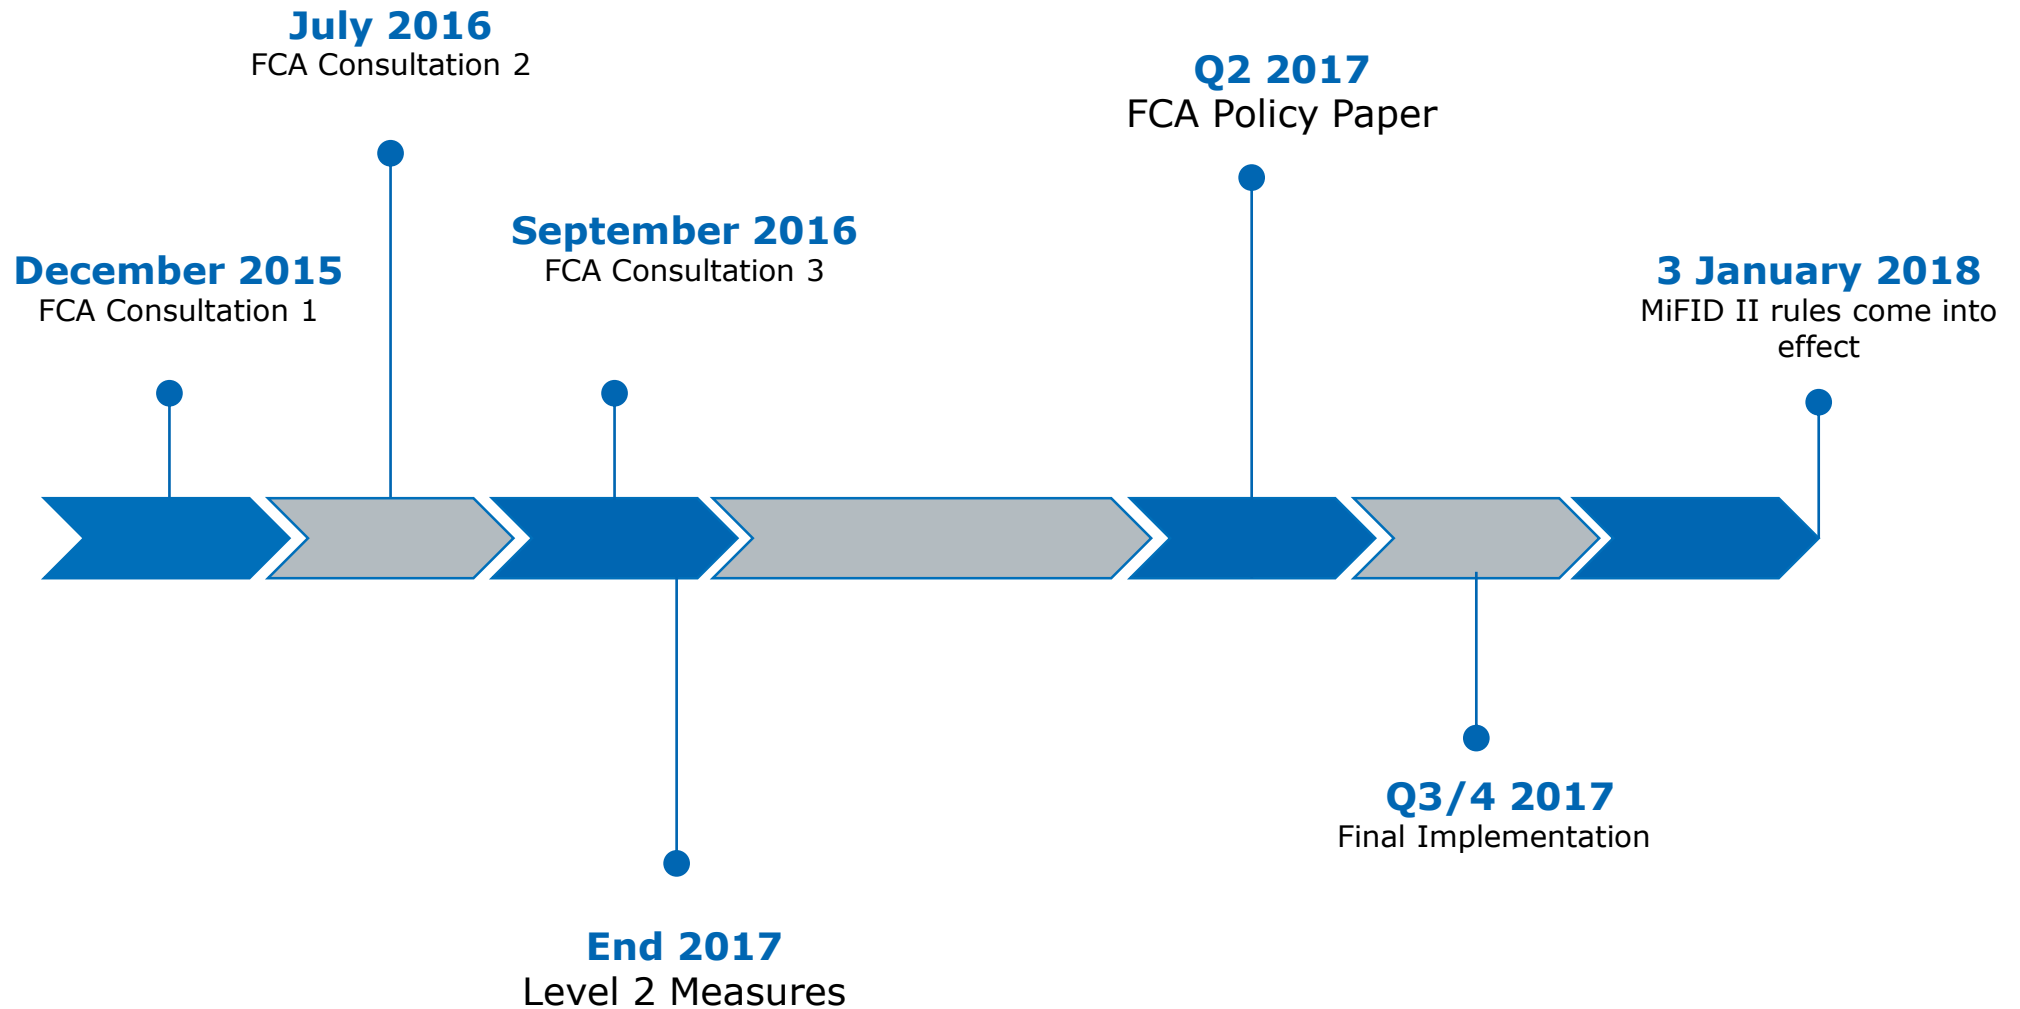 July 2016
FCA Consultation 2
Q2 2017
FCA Policy Paper
September 2016
FCA Consultation 3
December 2015
FCA Consultation 1
3 January 2018
MiFID II rules come into
effect
Q3/4 2017
Final Implementation
End 2017
Level 2 Measures